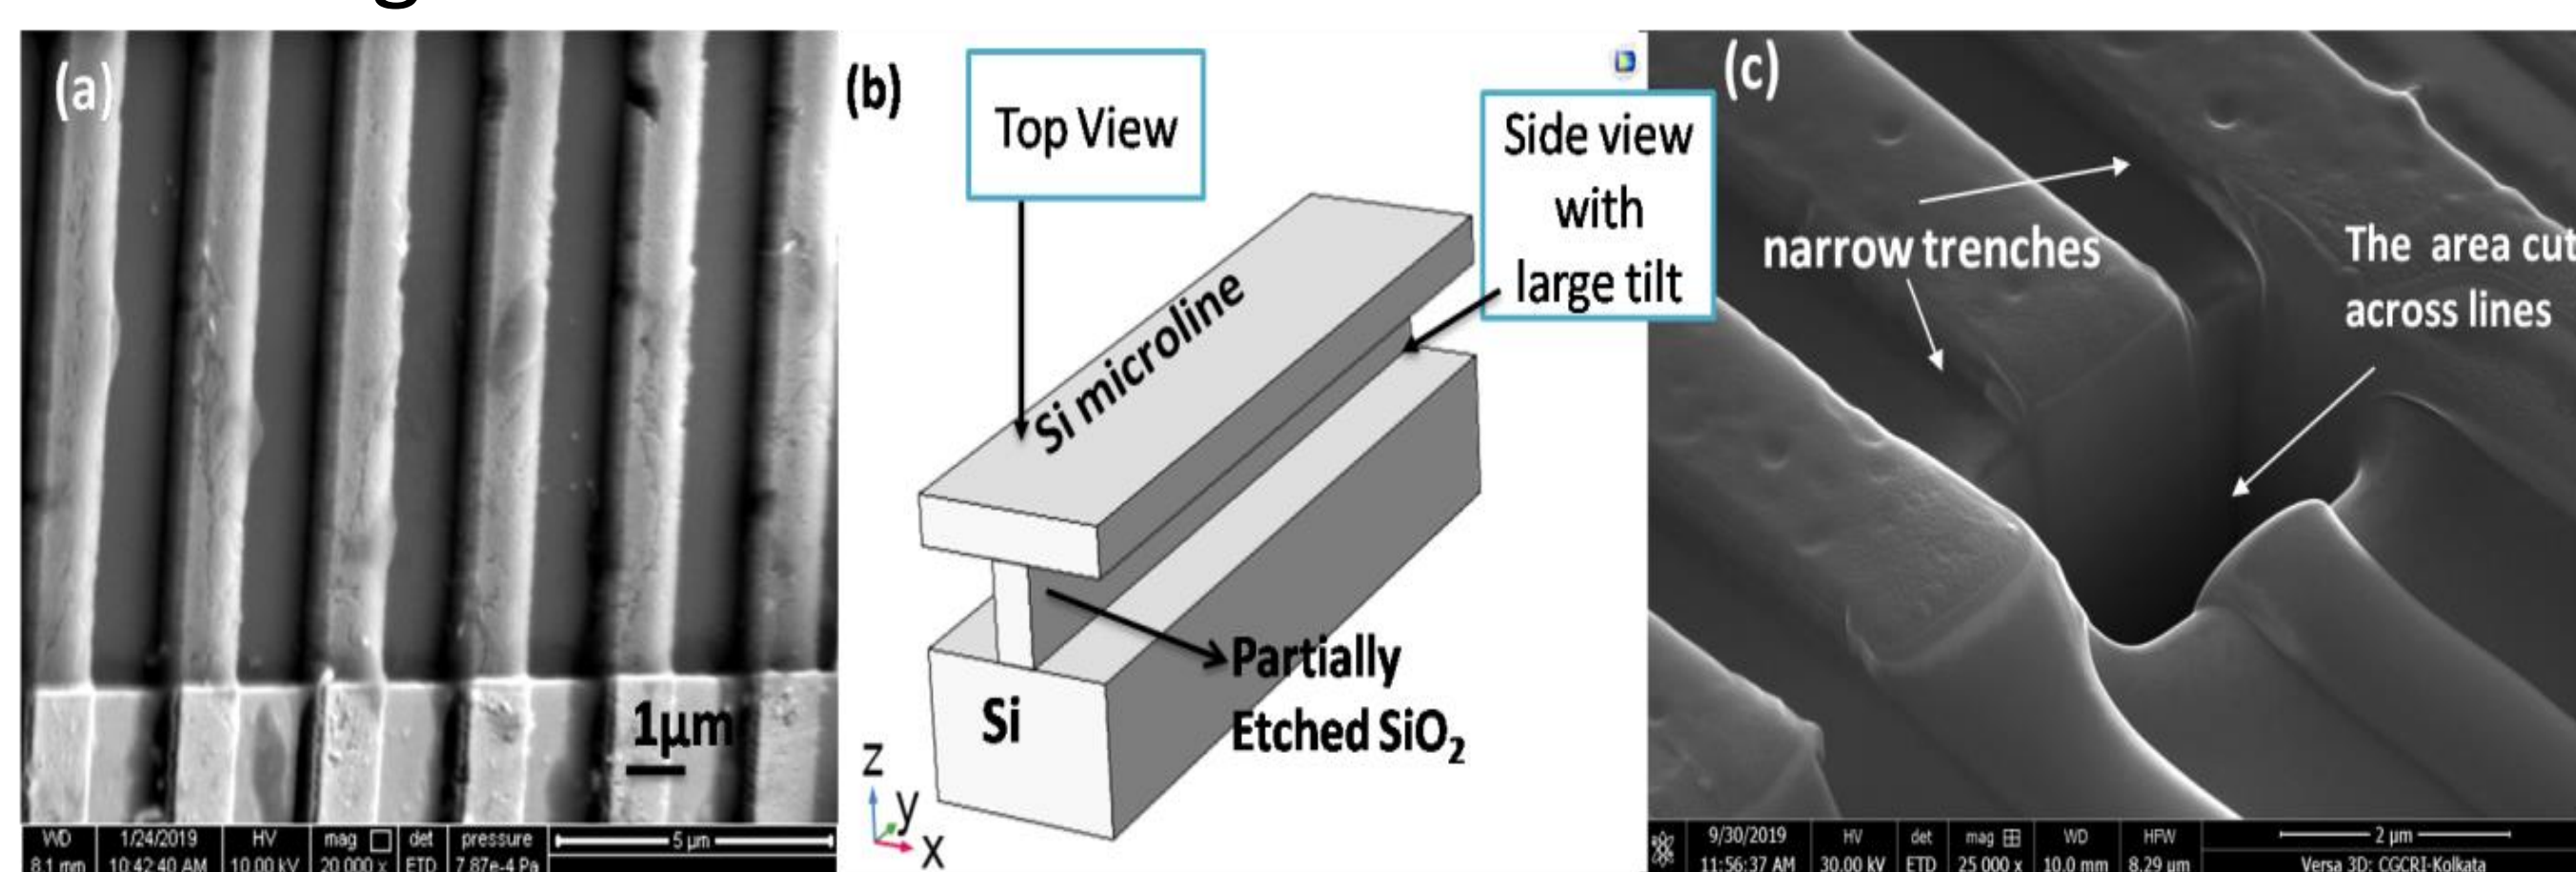 (a)
1µm
WD 1/24/2019 HV mag det pressure 5 µm
8.1 mm 10:42:40 AM 10.00 kV 20 000 x ETD 7.87e-4 Pa
(b)
Top View
Side view
with
large tilt
Si microline
Partially
Etched SiO₂
Si
z
y
x
(c)
narrow trenches
The area cut
across lines
9/30/2019 HV det mag WD HFW 2 µm
11:56:37 AM 30.00 kV ETD 25 000 x 10.0 mm 8.29 µm Versa 3D: CGCRI-Kolkata